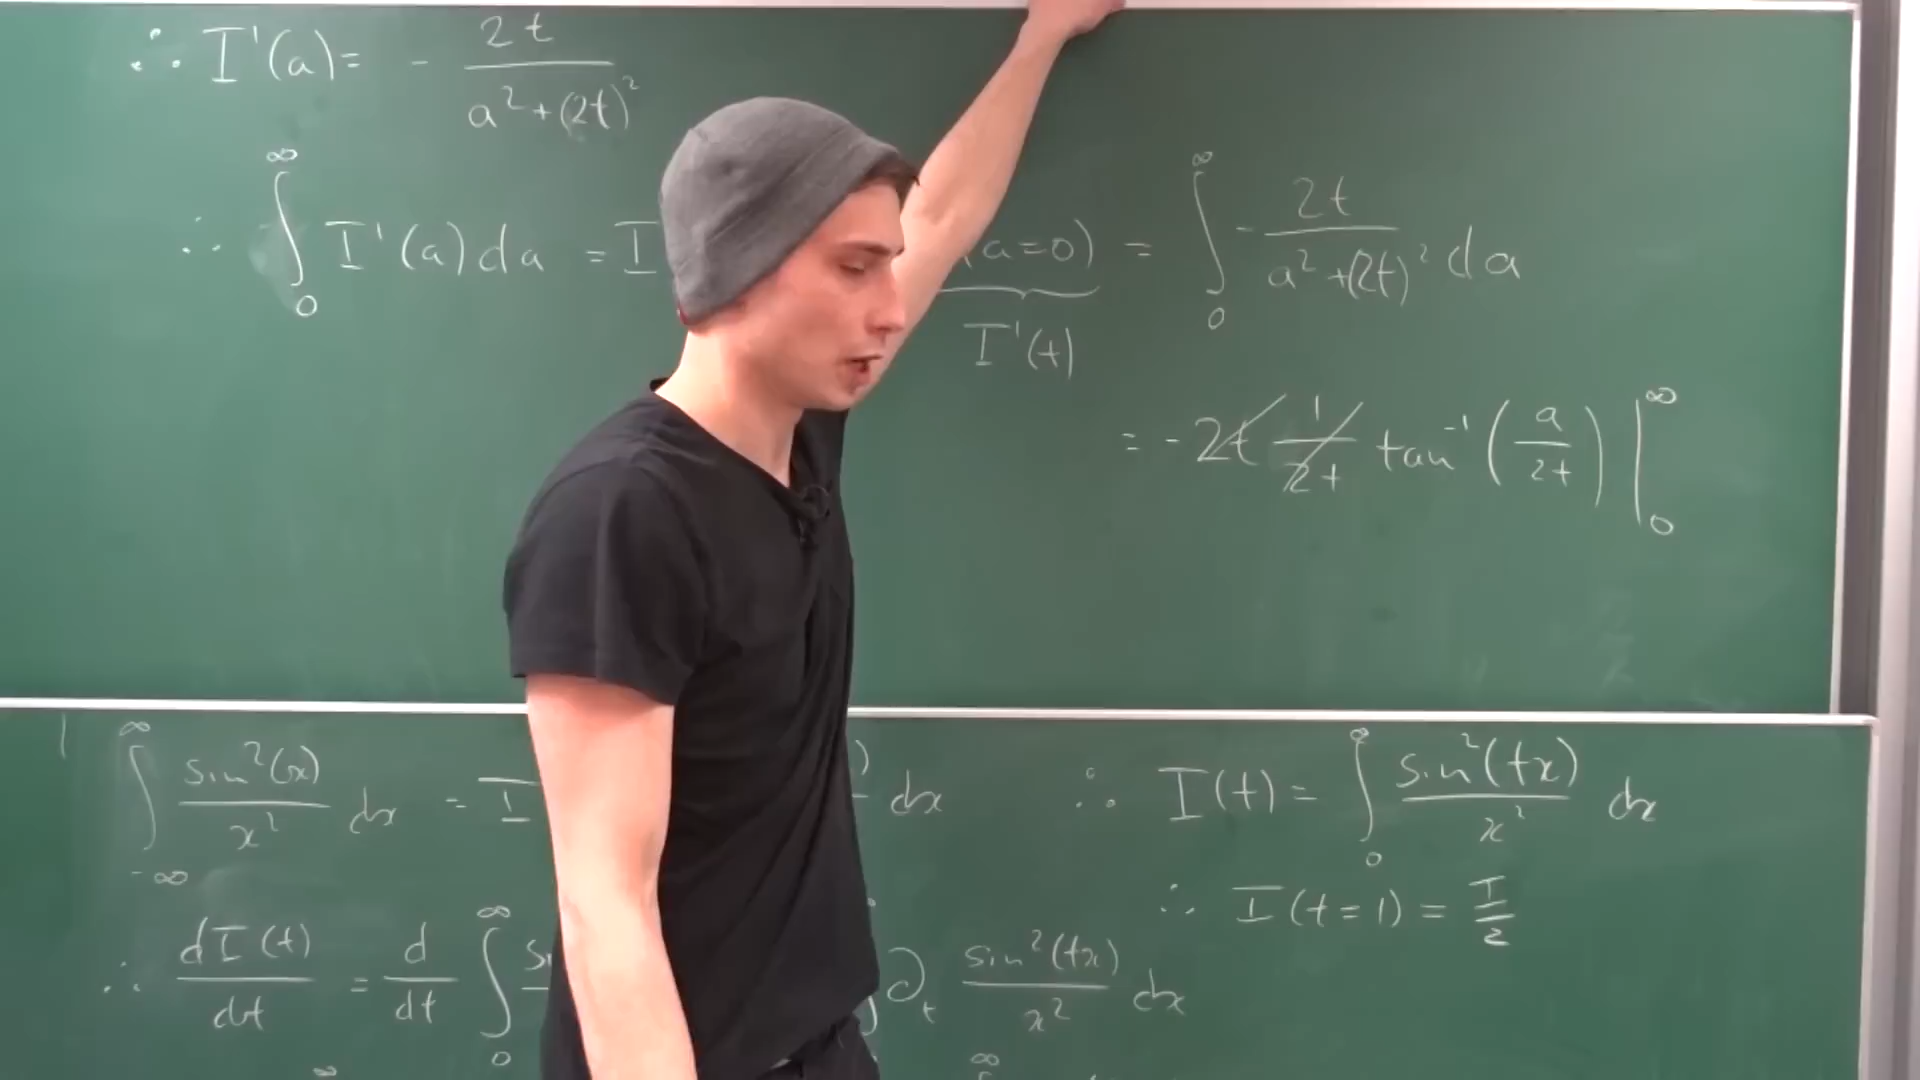 ∴ I'(a) = - 2t / (a² + (2t)²)
∴ ∫₀^∞ I'(a) da = I (a=0) = ∫₀^∞ - 2t / (a² + (2t)²) da
I'(t)
= - 2t 1/2t tan⁻¹ (a/2t) |₀^∞
∫_{-∞}^∞ sin²(x)/x² dx = I ) dx ∴ I(t) = ∫₀^∞ sin²(tx)/x² dx
∴ I(t=1) = I/2
∴ dI(t)/dt = d/dt ∫₀^∞ ∂ₜ sin²(tx)/x² dx
∞ ∞